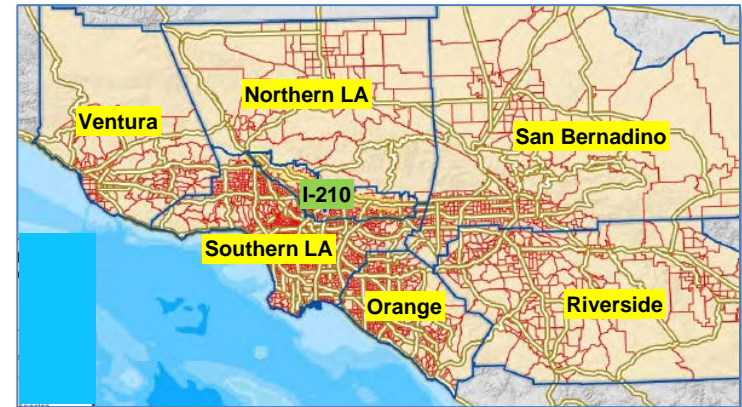 Northern LA
Ventura
San Bernadino
I-210
Southern LA
Orange
Riverside